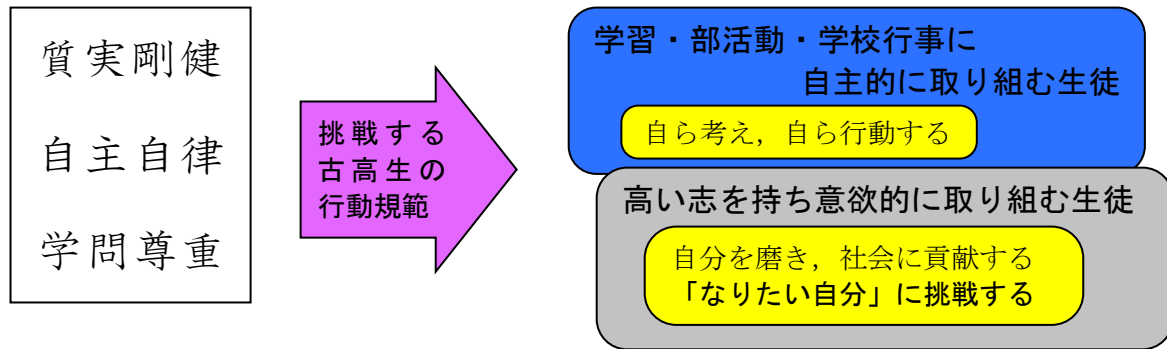 質実剛健
自主自律
学問尊重
挑戦する
古高生の
行動規範
学習・部活動・学校行事に
自主的に取り組む生徒
自ら考え，自ら行動する
高い志を持ち意欲的に取り組む生徒
自分を磨き，社会に貢献する
「なりたい自分」に挑戦する